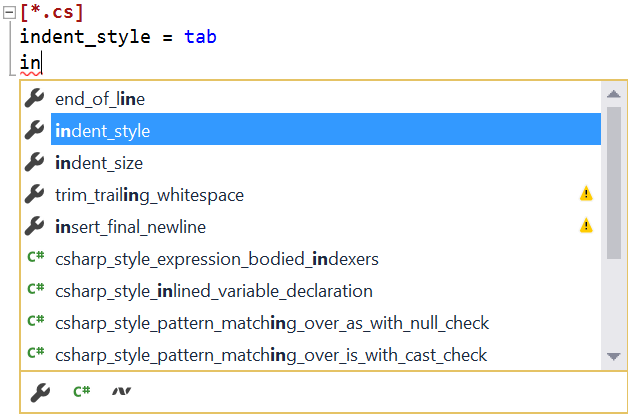 [*.cs]
indent_style = tab
in
end_of_line
indent_style
indent_size
trim_trailing_whitespace
insert_final_newline
C# csharp_style_expression_bodied_indexers
C# csharp_style_inlined_variable_declaration
C# csharp_style_pattern_matching_over_as_with_null_check
C# csharp_style_pattern_matching_over_is_with_cast_check
C#